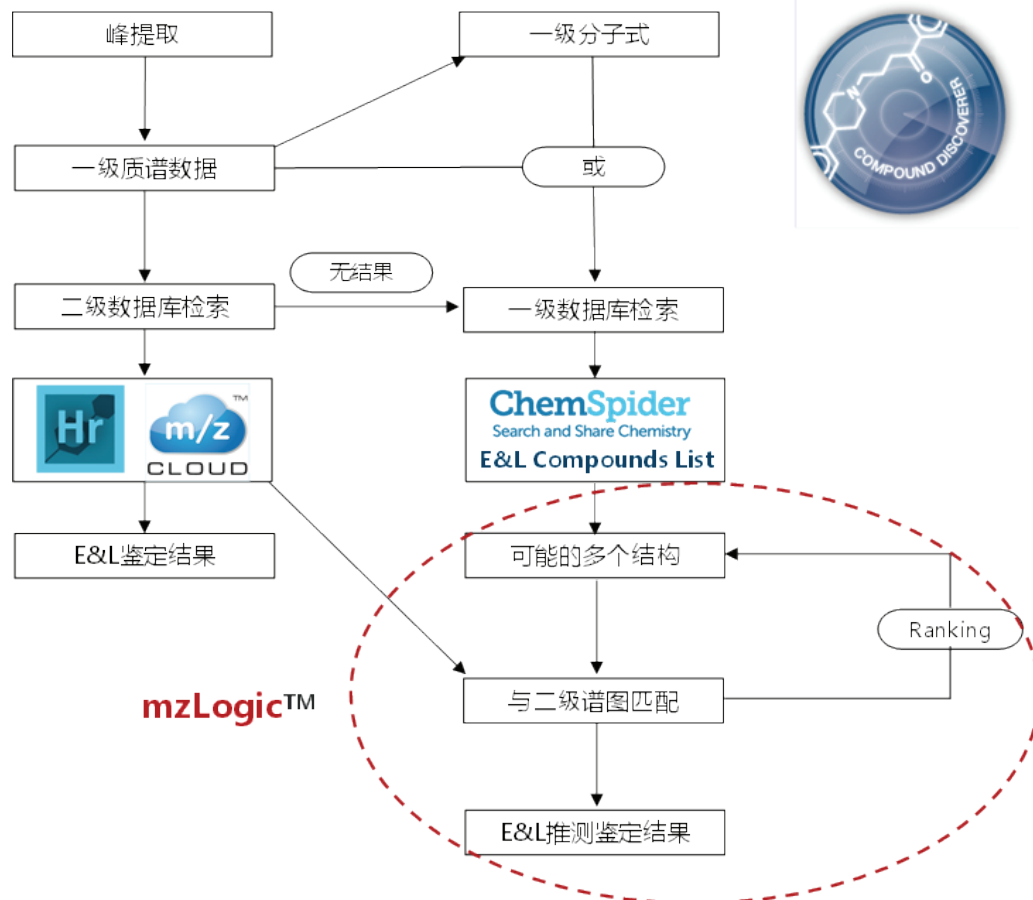 峰提取
一级分子式
COMPOUND DISCOVERER
N
O
一级质谱数据
或
无结果
二级数据库检索
一级数据库检索
Hr
m/z
TM
CLOUD
ChemSpider
Search and Share Chemistry
E&L Compounds List
E&L鉴定结果
可能的多个结构
Ranking
与二级谱图匹配
mzLogic™
E&L推测鉴定结果